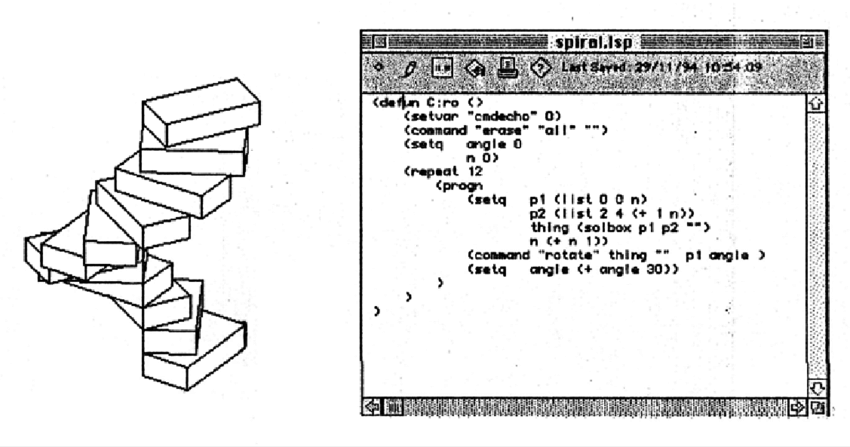 spiral.lsp
Last Saved: 29/11/94 10:54:09
(defun C:ro ()
(setvar "cmdecho" 0)
(command "erase" "all" "")
(setq angle 0
n 0)
(repeat 12
(progn
(setq p1 (list 0 0 n)
p2 (list 2 4 (+ 1 n))
thing (solbox p1 p2 "")
n (+ n 1))
(command "rotate" thing "" p1 angle )
(setq angle (+ angle 30))
)
)
)